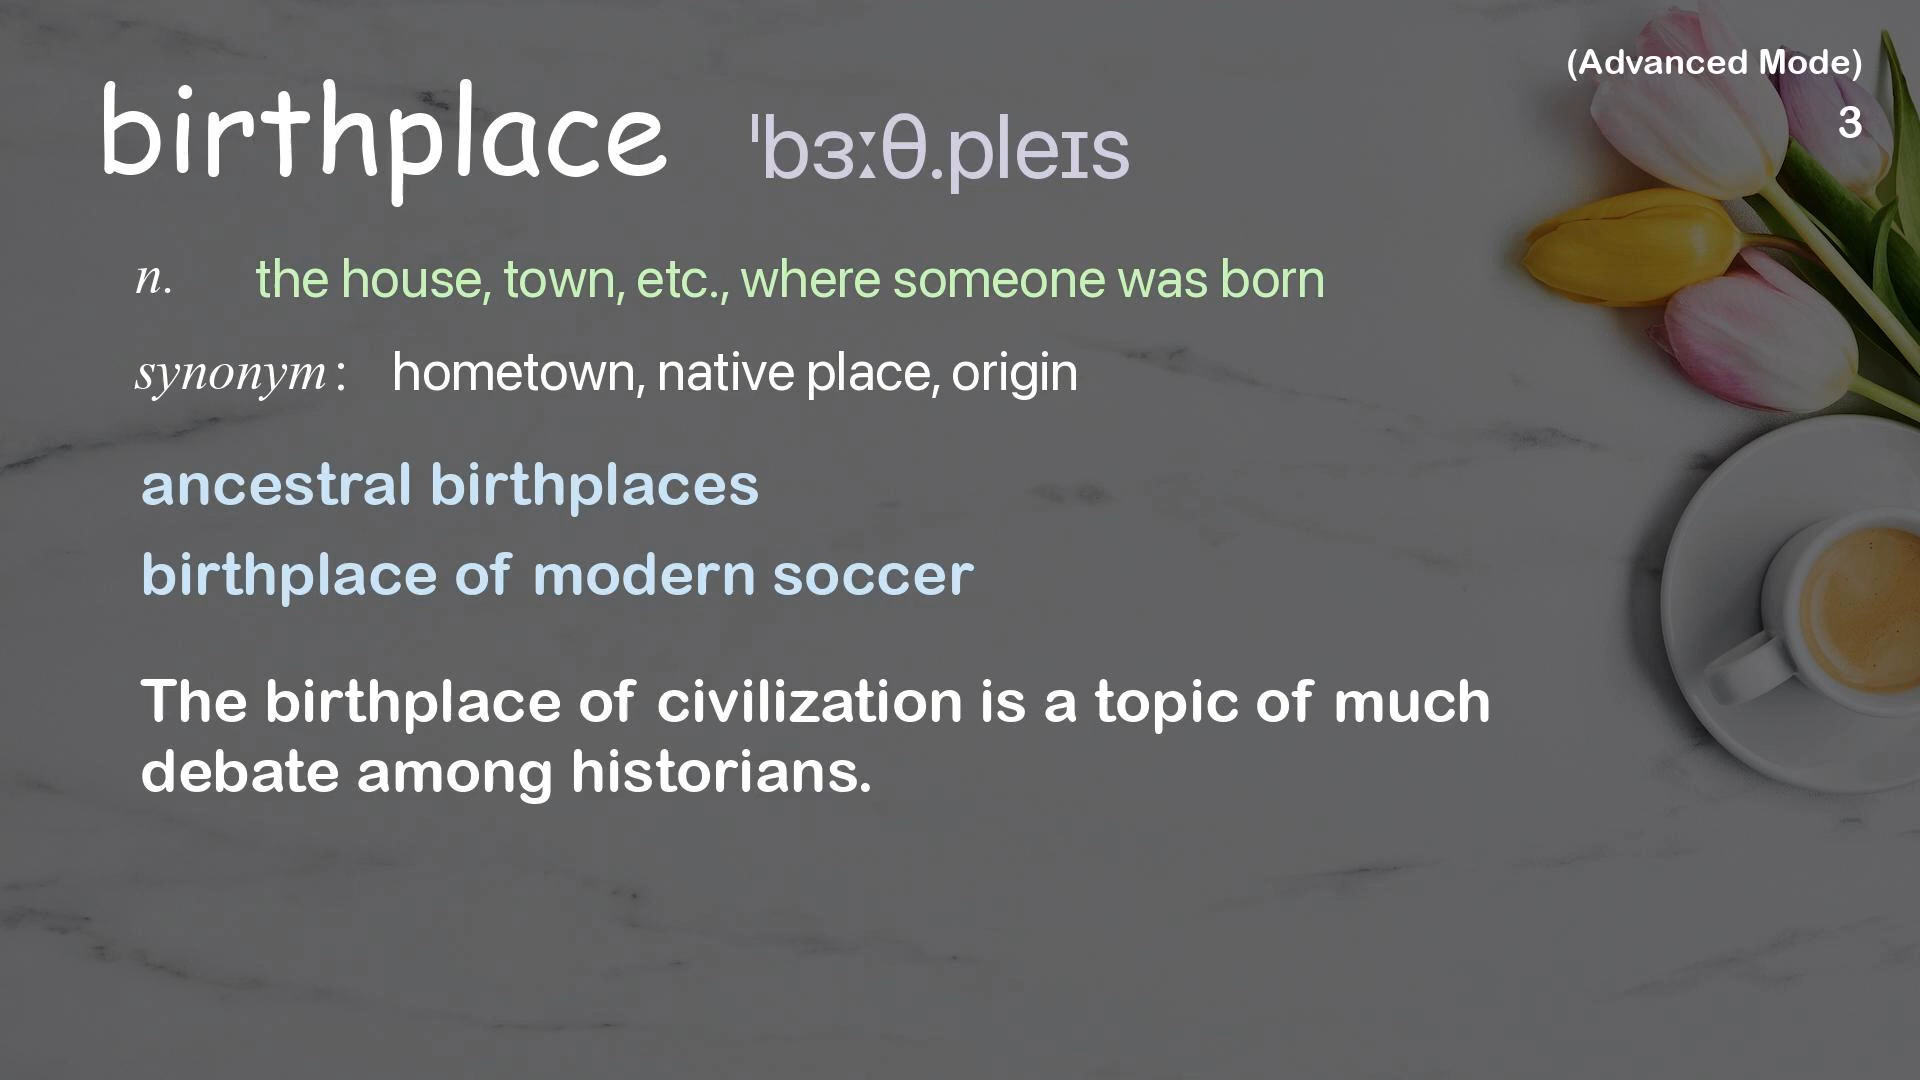 (Advanced Mode)
3
birthplace ˈbɜːθ.pleɪs
n. the house, town, etc., where someone was born
synonym: hometown, native place, origin
ancestral birthplaces
birthplace of modern soccer
The birthplace of civilization is a topic of much
debate among historians.